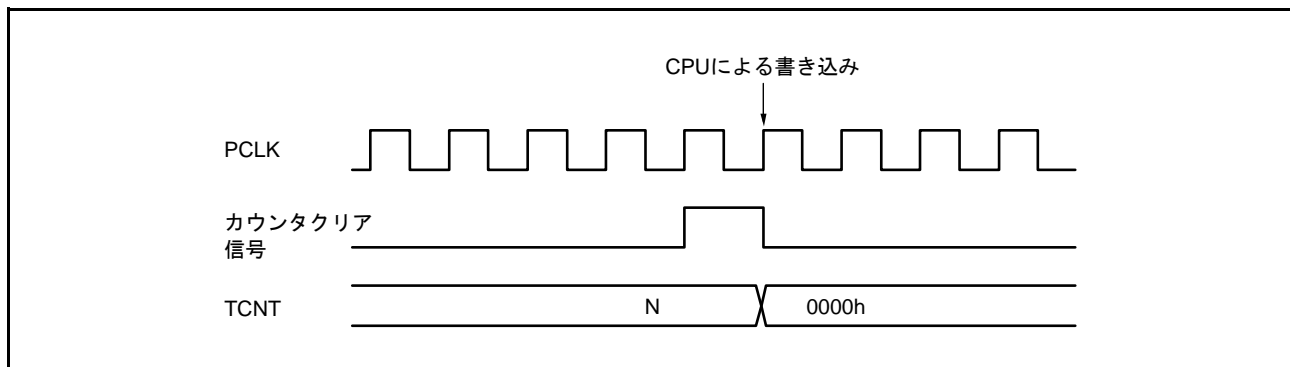 CPUによる書き込み
PCLK
カウンタクリア
信号
TCNT
N
0000h